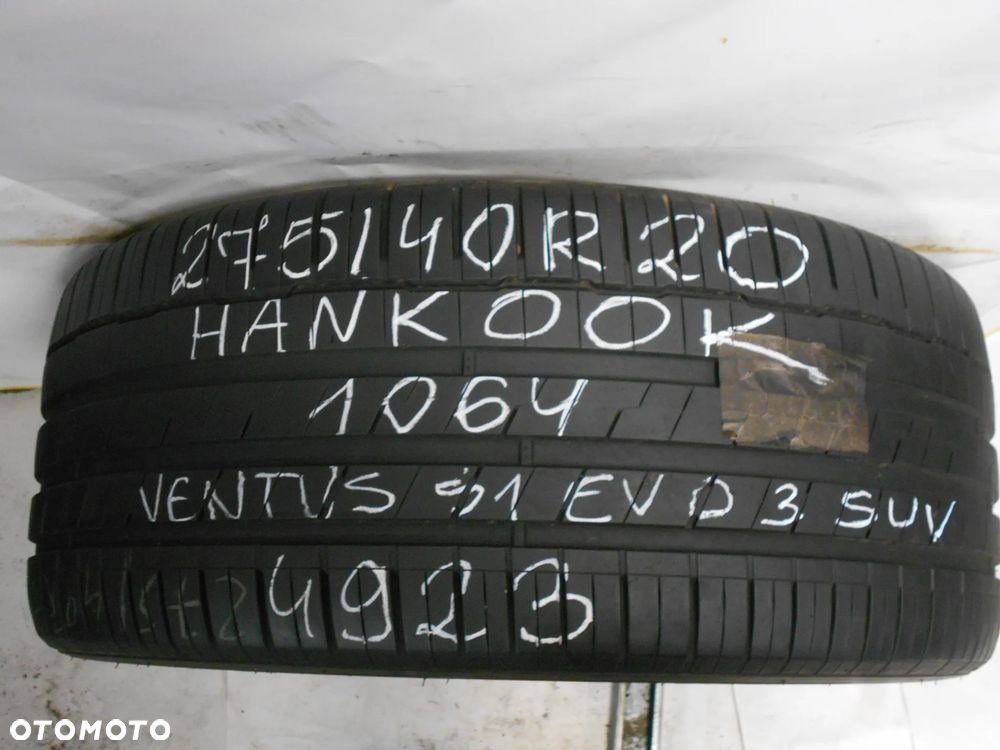 275/40R20
HANKOOK
1064
VENTUS S1 EVO 3 SUV
4923
OTOMOTO